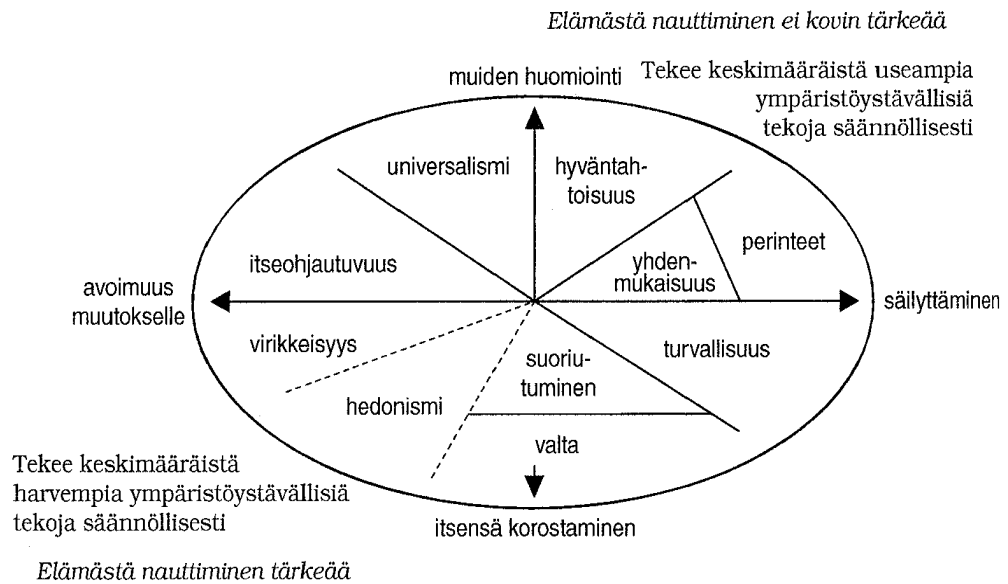 Elämästä nauttiminen ei kovin tärkeää
muiden huomiointi
Tekee keskimääräistä useampia
ympäristöystävällisiä
tekoja säännöllisesti
universalismi
hyväntah-
toisuus
perinteet
yhden-
mukaisuus
itseohjautuvuus
avoimuus
muutokselle
säilyttäminen
virikkeisyys
turvallisuus
suoriu-
tuminen
hedonismi
valta
Tekee keskimääräistä
harvempia ympäristöystävällisiä
tekoja säännöllisesti
itsensä korostaminen
Elämästä nauttiminen tärkeää